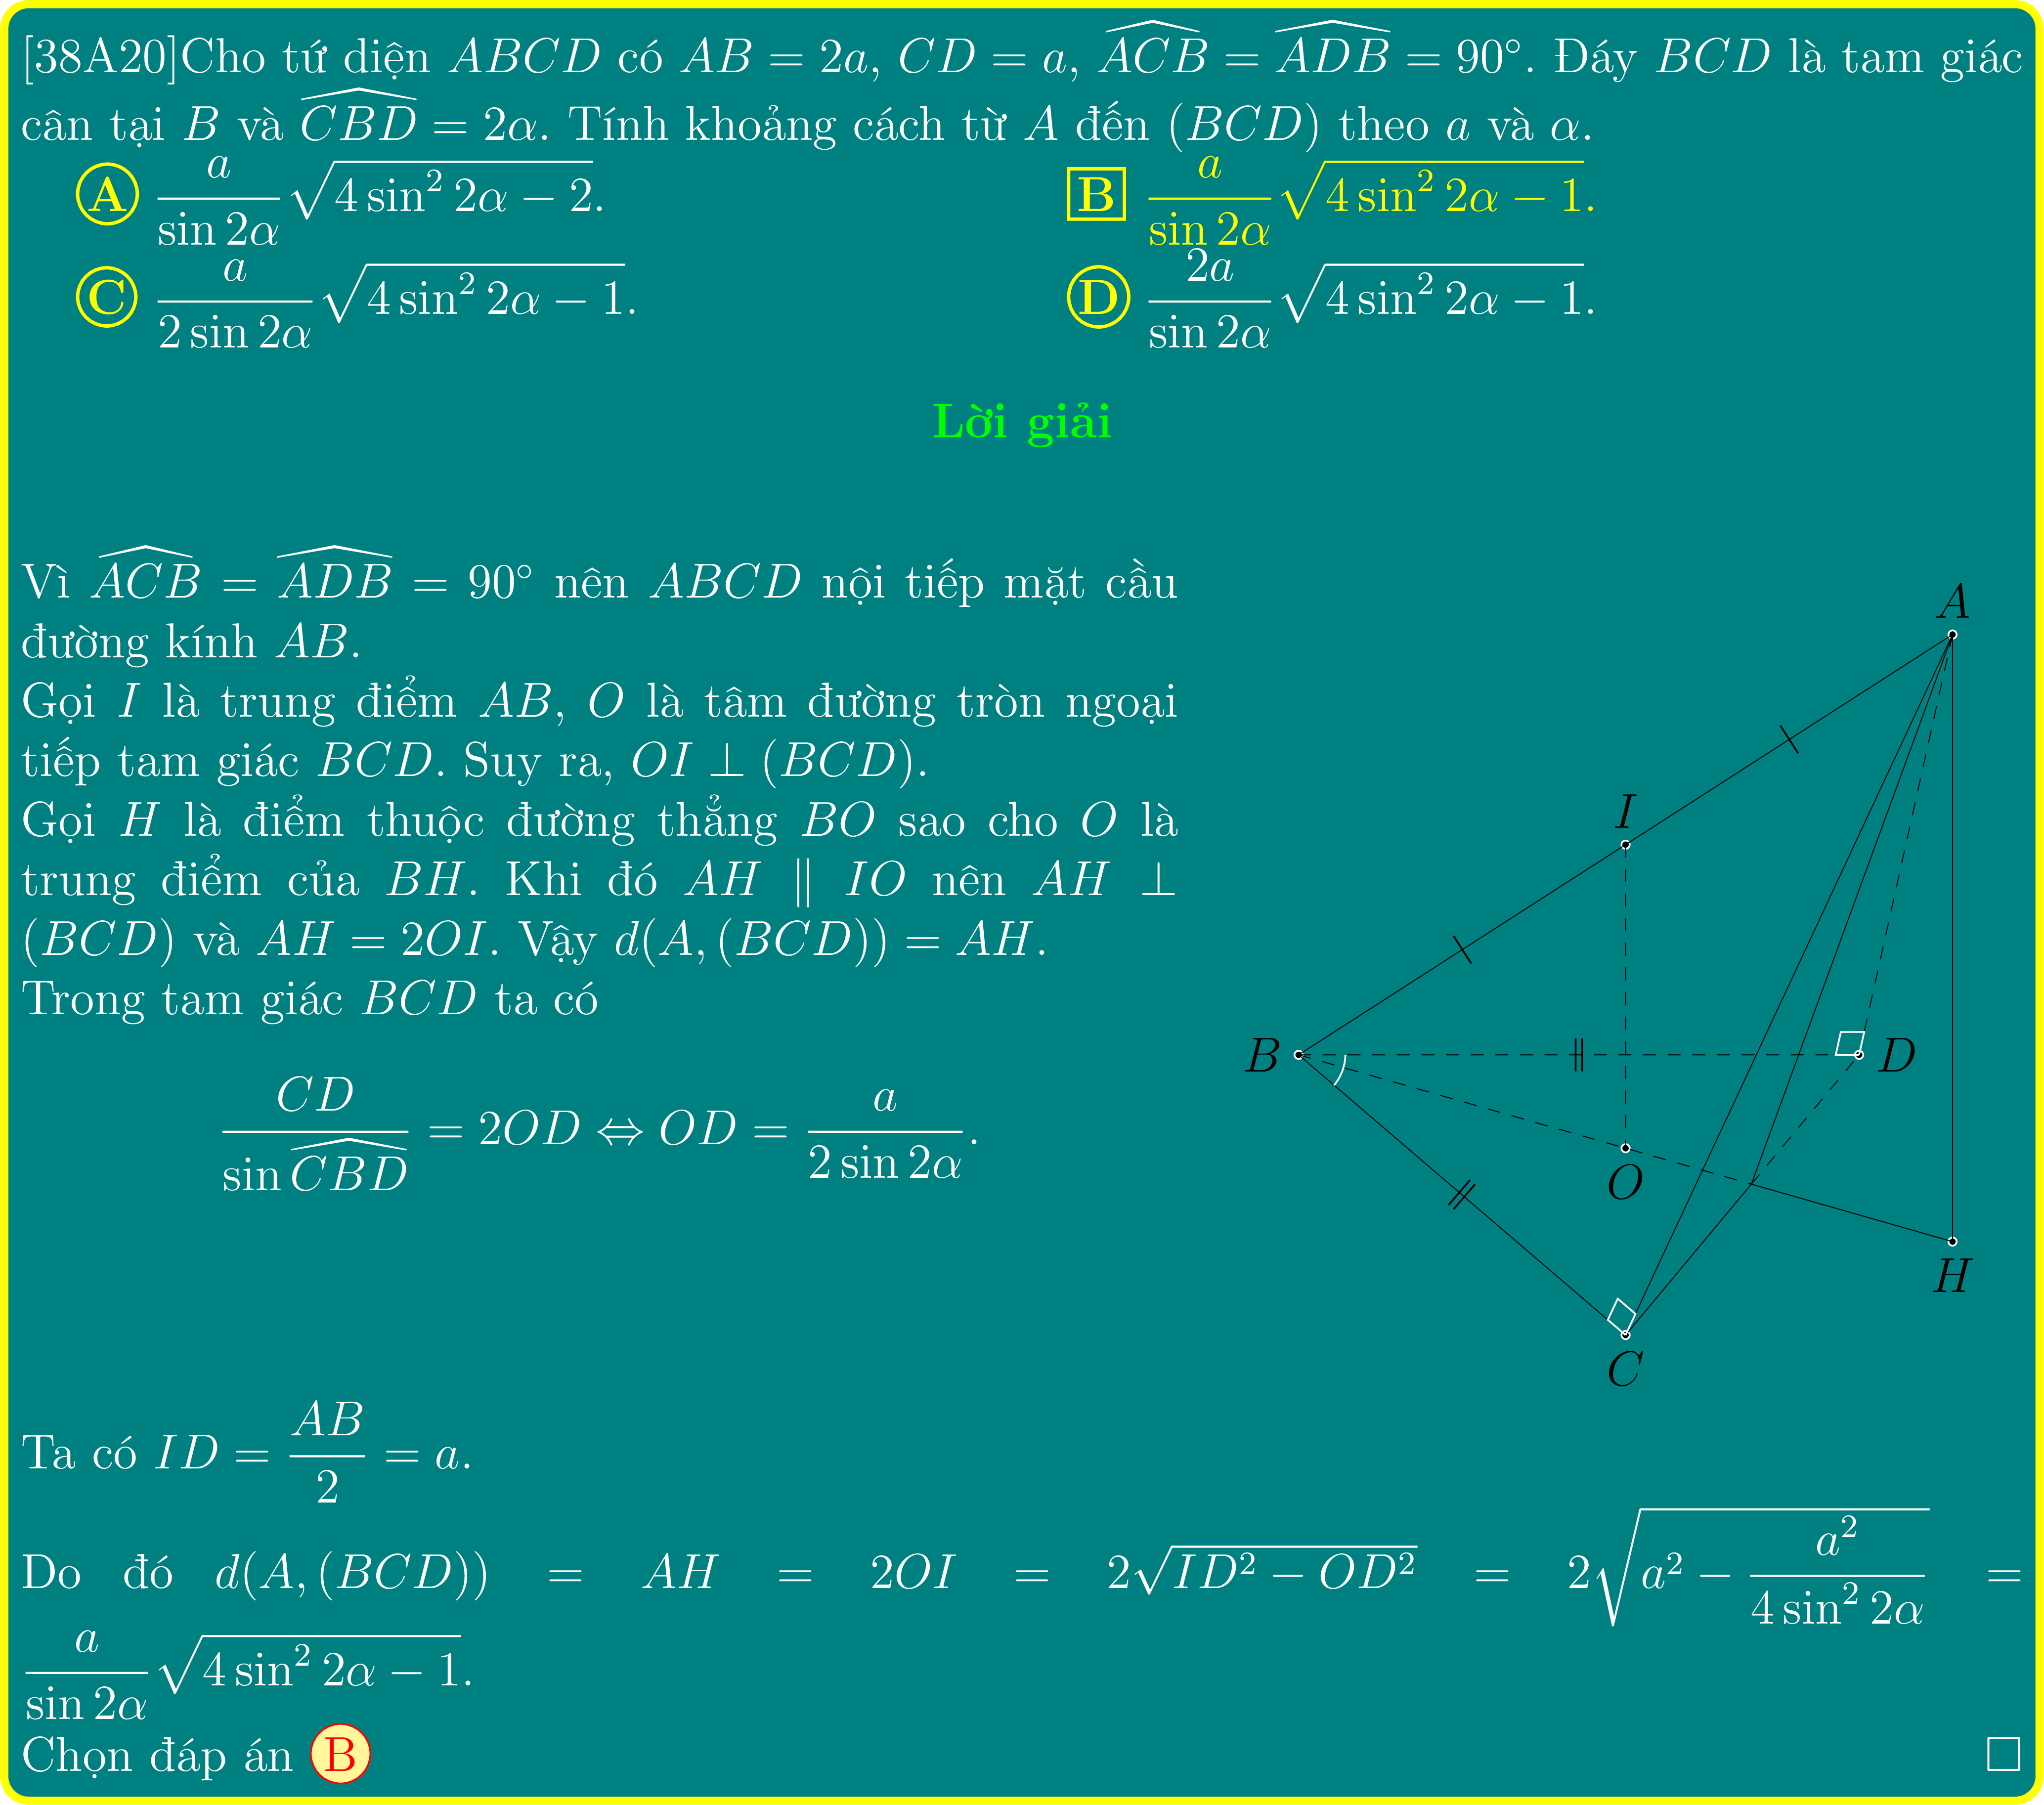 [38A20]Cho tứ diện $ABCD$ có $AB = 2a$, $CD = a$, $\widehat{ACB} = \widehat{ADB} = 90^\circ$. Đáy $BCD$ là tam giác
cân tại $B$ và $\widehat{CBD} = 2\alpha$. Tính khoảng cách từ $A$ đến $(BCD)$ theo $a$ và $\alpha$.
A $\dfrac{a}{\sin 2\alpha}\sqrt{4\sin^2 2\alpha - 2}$. B $\dfrac{a}{\sin 2\alpha}\sqrt{4\sin^2 2\alpha - 1}$.
C $\dfrac{a}{2\sin 2\alpha}\sqrt{4\sin^2 2\alpha - 1}$. D $\dfrac{2a}{\sin 2\alpha}\sqrt{4\sin^2 2\alpha - 1}$.
Lời giải
Vì $\widehat{ACB} = \widehat{ADB} = 90^\circ$ nên $ABCD$ nội tiếp mặt cầu
đường kính $AB$.
Gọi $I$ là trung điểm $AB$, $O$ là tâm đường tròn ngoại
tiếp tam giác $BCD$. Suy ra, $OI \perp (BCD)$.
Gọi $H$ là điểm thuộc đường thẳng $BO$ sao cho $O$ là
trung điểm của $BH$. Khi đó $AH \parallel IO$ nên $AH \perp$
$(BCD)$ và $AH = 2OI$. Vậy $d(A, (BCD)) = AH$.
Trong tam giác $BCD$ ta có
$\dfrac{CD}{\sin \widehat{CBD}} = 2OD \Leftrightarrow OD = \dfrac{a}{2\sin 2\alpha}$.
A
I
B
D
O
H
C
Ta có $ID = \dfrac{AB}{2} = a$.
Do đó $d(A, (BCD)) = AH = 2OI = 2\sqrt{ID^2 - OD^2} = 2\sqrt{a^2 - \dfrac{a^2}{4\sin^2 2\alpha}} =$
$\dfrac{a}{\sin 2\alpha}\sqrt{4\sin^2 2\alpha - 1}$.
Chọn đáp án B □